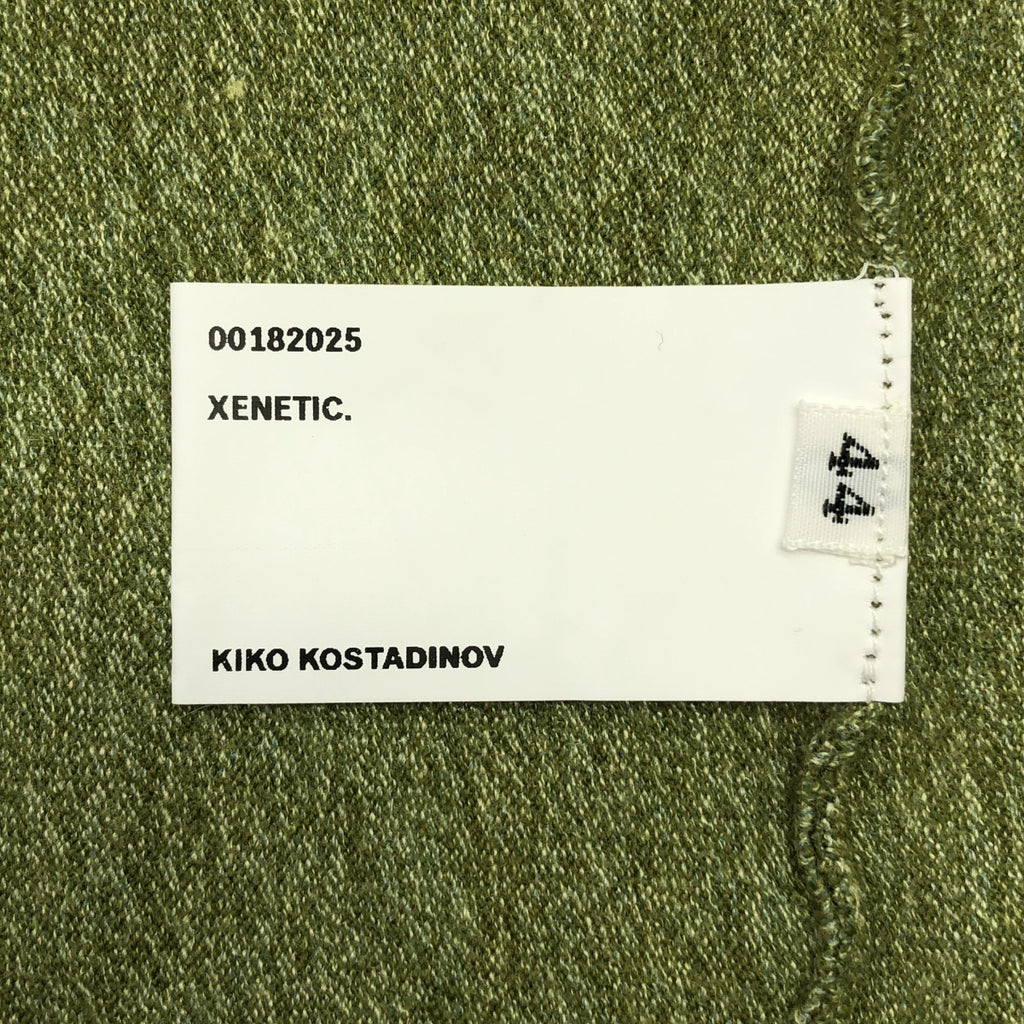 00182025
XENETIC.
44
KIKO KOSTADINOV